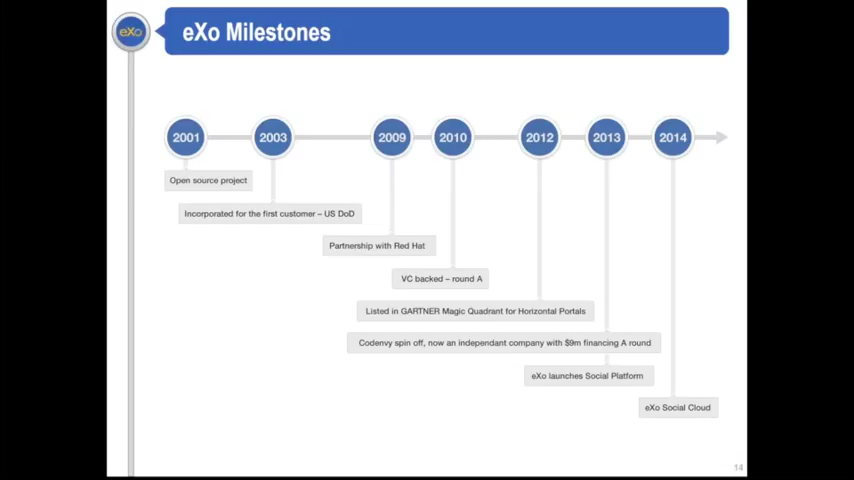 eXo
eXo Milestones
2001
2003
2009
2010
2012
2013
2014
Open source project
Incorporated for the first customer – US DoD
Partnership with Red Hat
VC backed – round A
Listed in GARTNER Magic Quadrant for Horizontal Portals
Codenvy spin off, now an independant company with $9m financing A round
eXo launches Social Platform
eXo Social Cloud
14